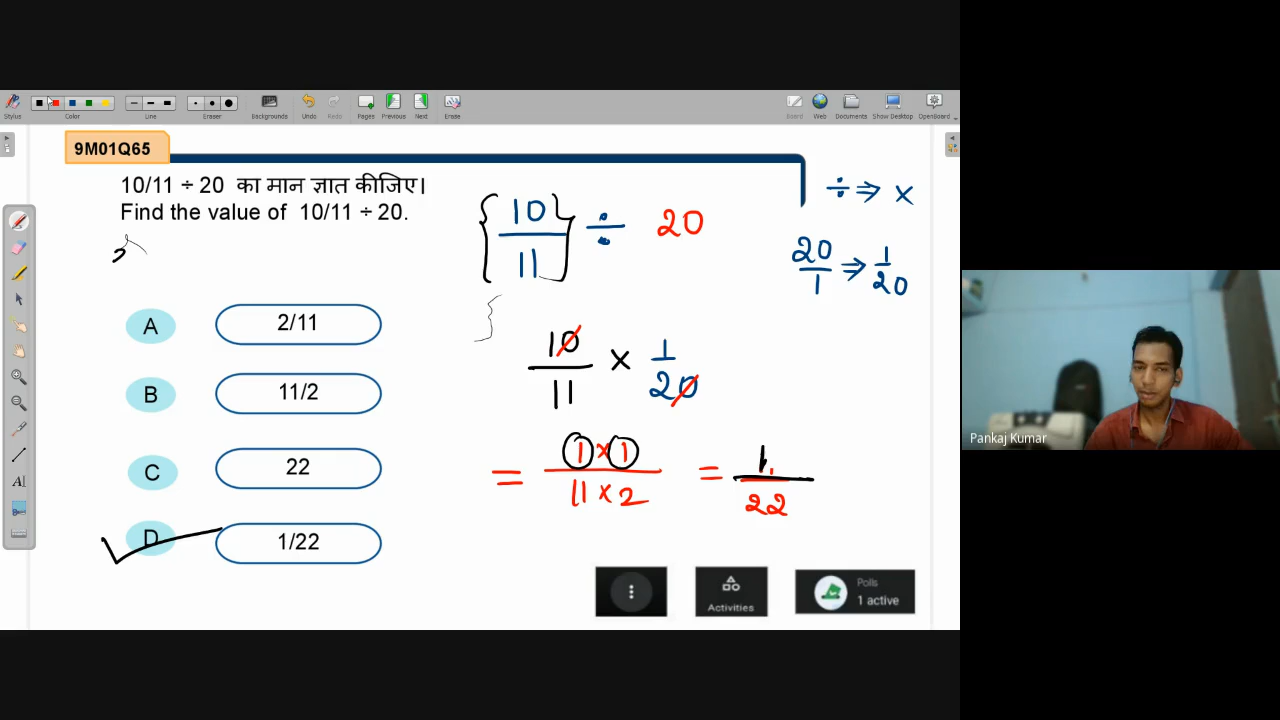 Stylus
Color
Line
Eraser
Backgrounds
Undo
Redo
Pages
Previous
Next
Erase
Board
Web
Documents
Show Desktop
OpenBoard
9M01Q65
10/11 ÷ 20 का मान ज्ञात कीजिए।
Find the value of 10/11 ÷ 20.
{10/11} ÷ 20
÷ ⇒ ×
20/1 ⇒ 1/20
10/11 × 1/20
= 1×1/11×2 = 1/22
A 2/11
B 11/2
C 22
D 1/22
Activities
Polls
1 active
Pankaj Kumar